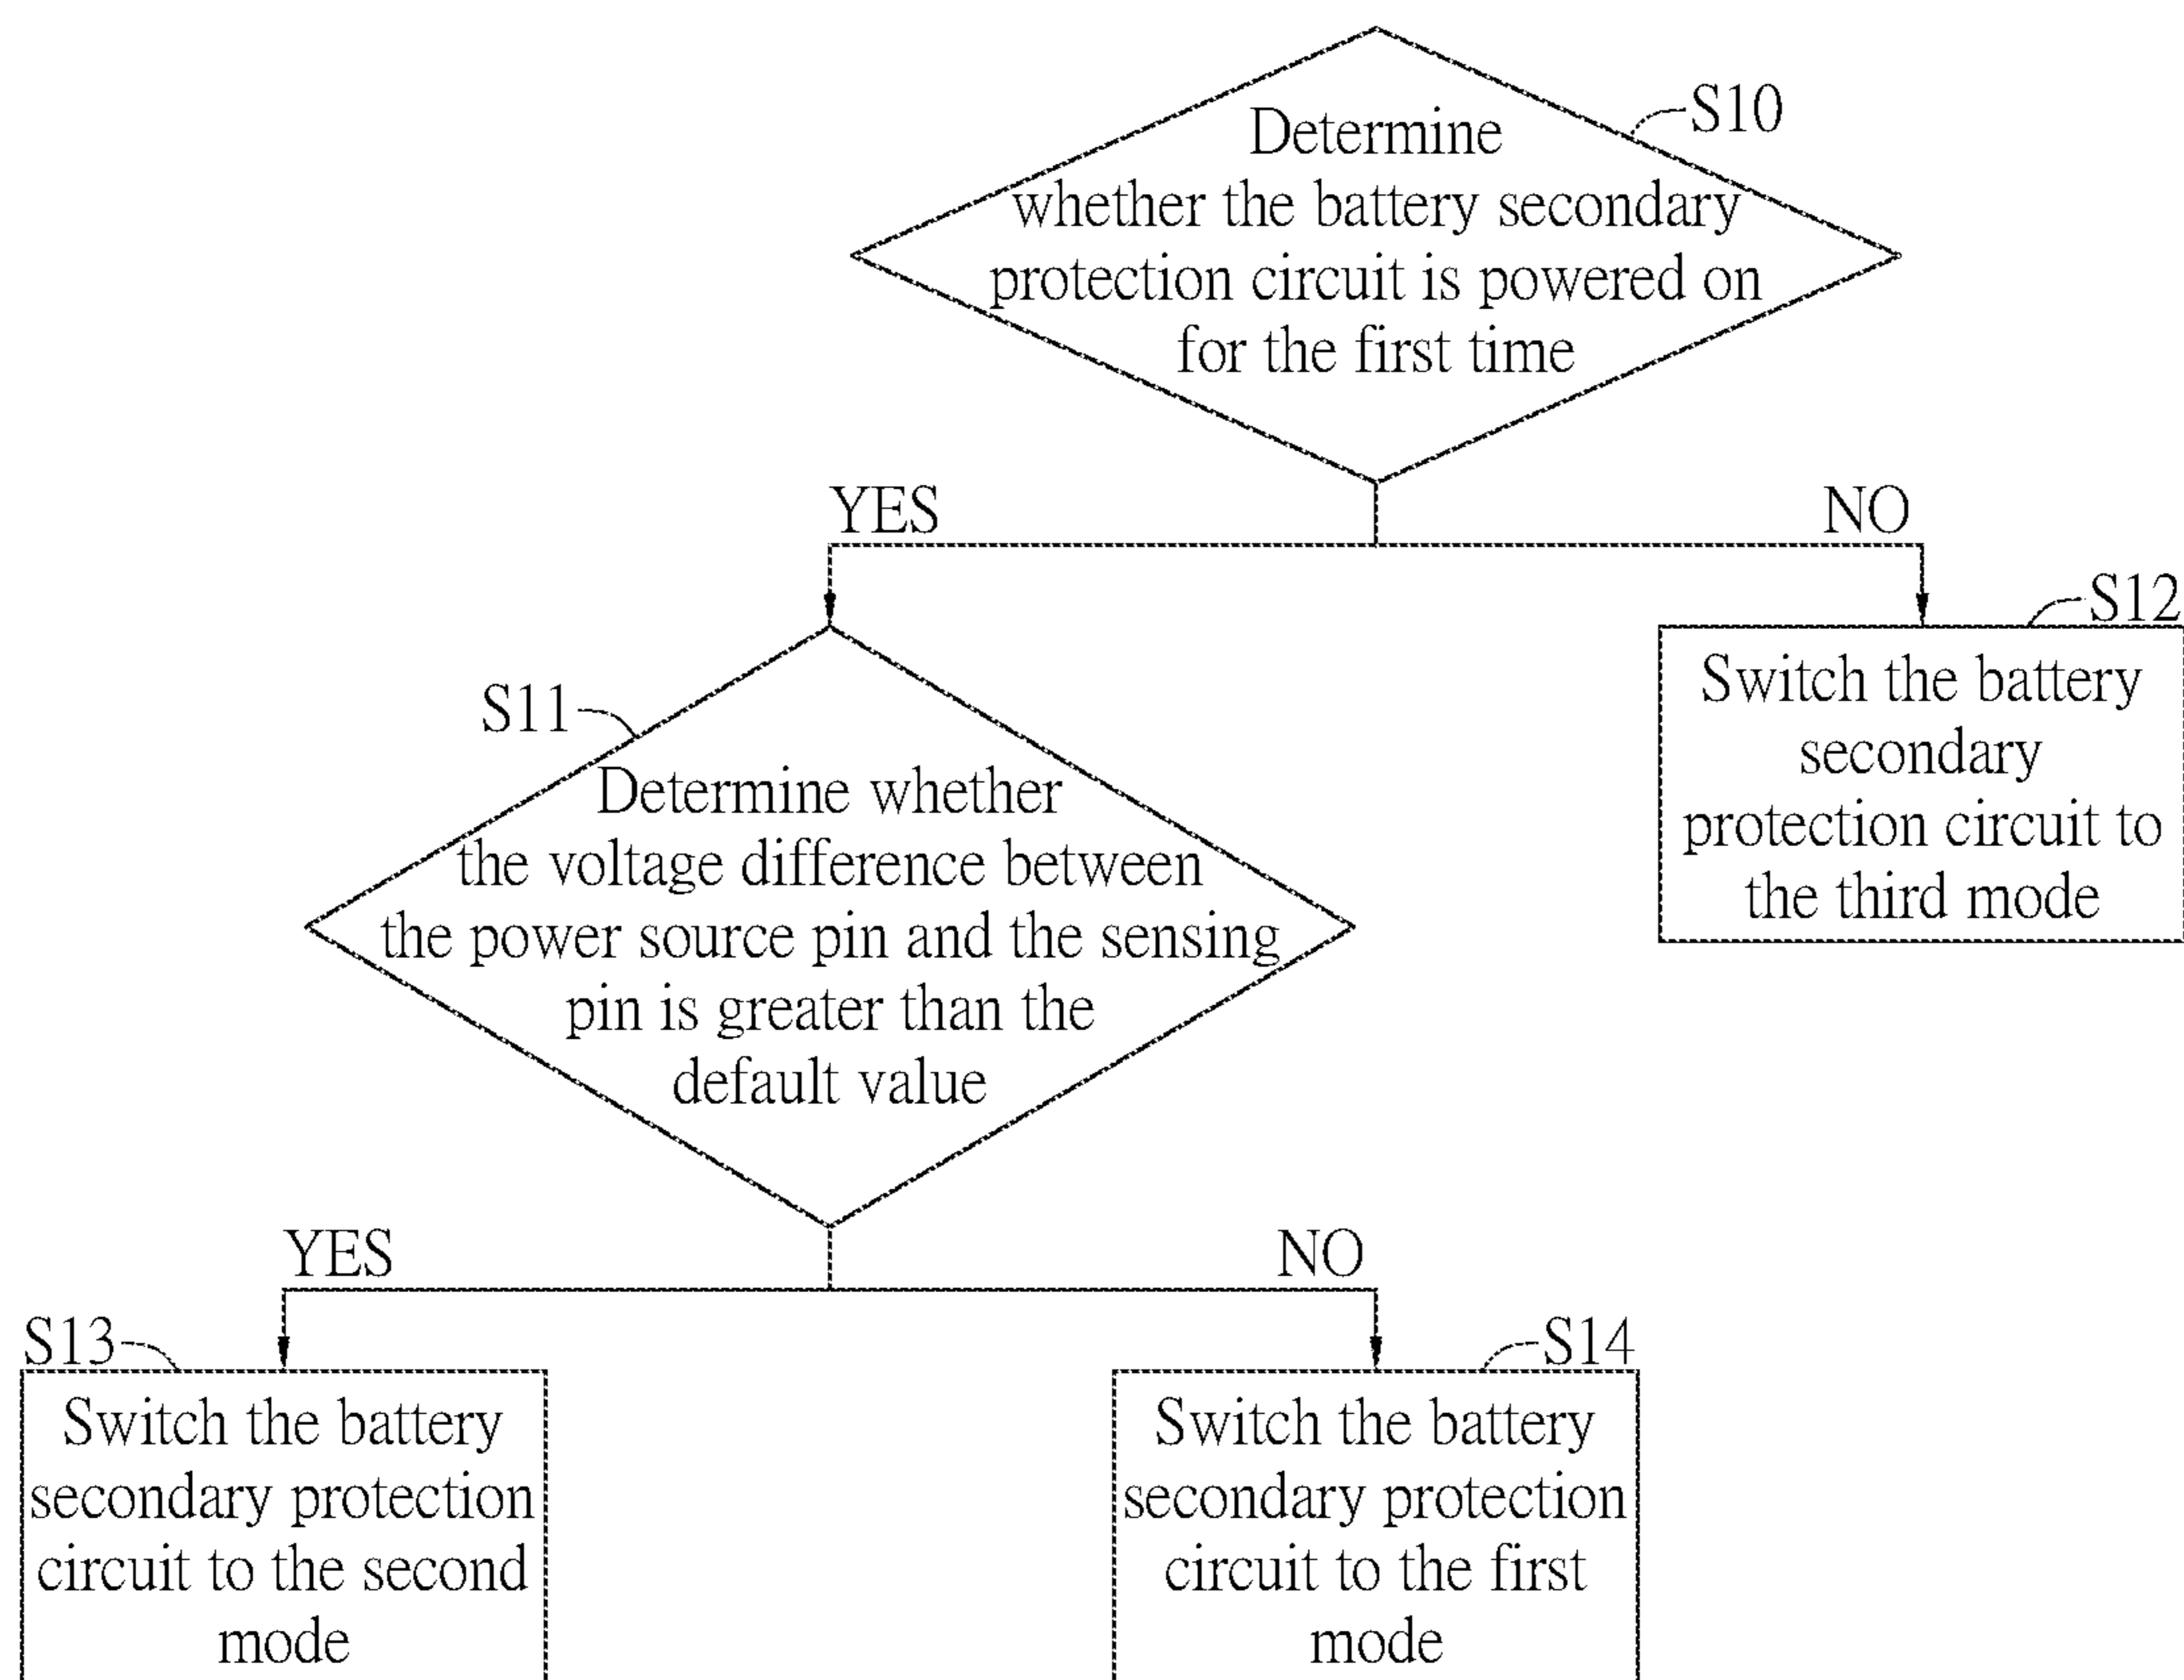 S10
Determine
whether the battery secondary
protection circuit is powered on
for the first time
YES
NO
S12
Switch the battery
secondary
protection circuit to
the third mode
S11
Determine whether
the voltage difference between
the power source pin and the sensing
pin is greater than the
default value
YES
NO
S13
Switch the battery
secondary protection
circuit to the second
mode
S14
Switch the battery
secondary protection
circuit to the first
mode